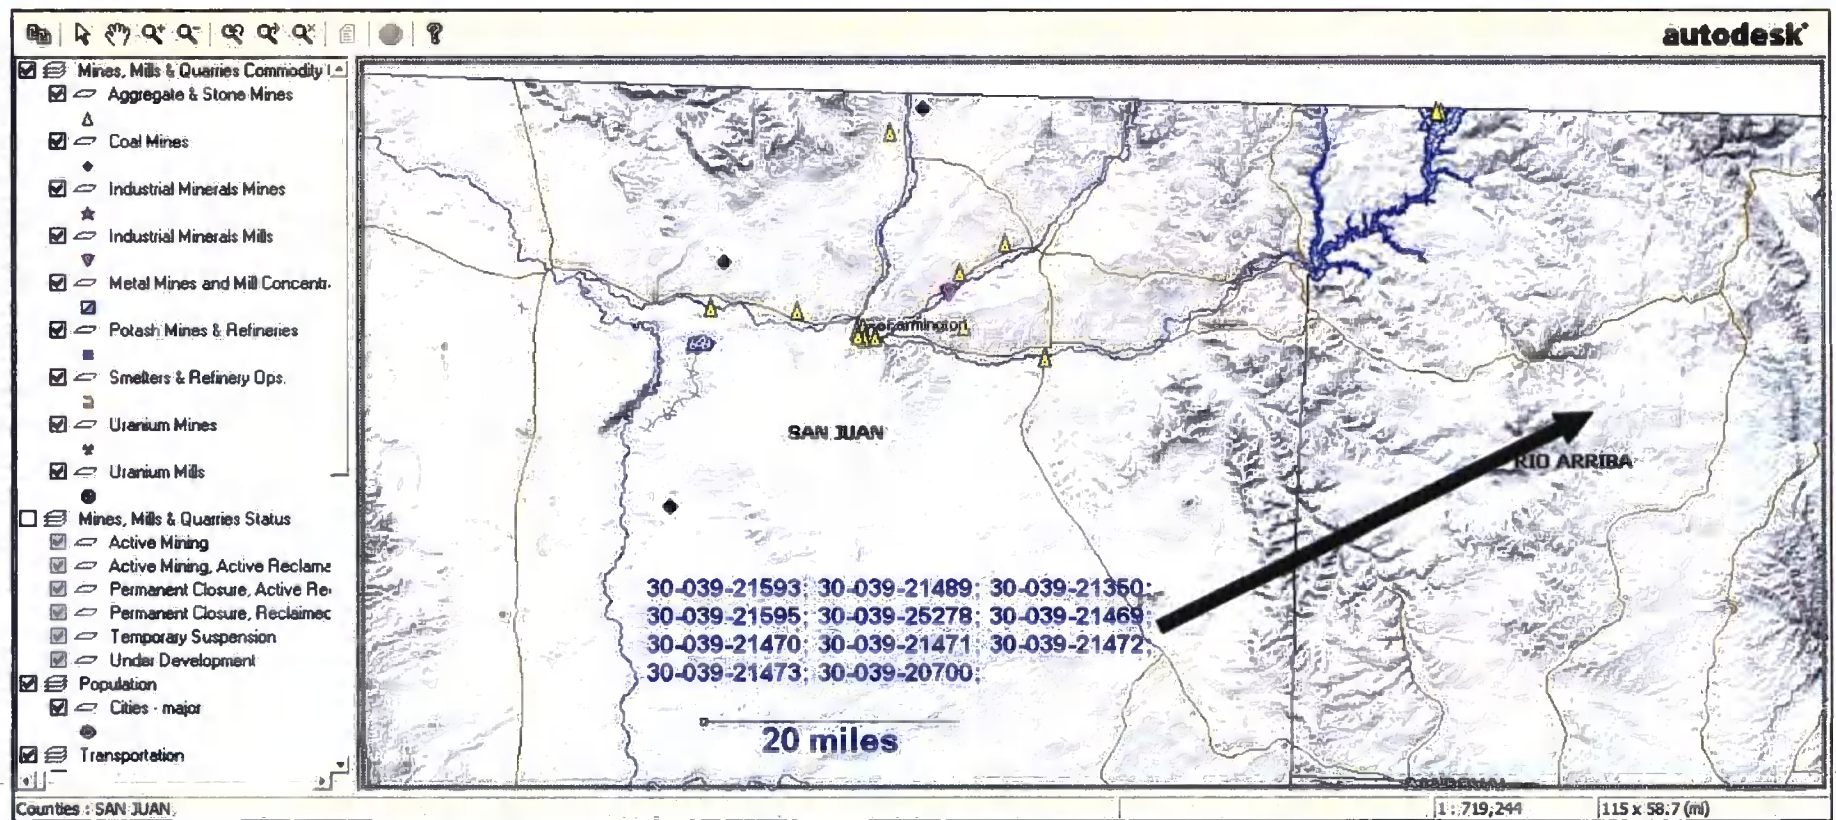 autodesk
Mines, Mills & Quarries Commodity
Aggregate & Stone Mines
Coal Mines
Industrial Minerals Mines
Industrial Minerals Mills
Metal Mines and Mill Concentr
Potash Mines & Refineries
Smelters & Refinery Ops.
Uranium Mines
Uranium Mills
Mines, Mills & Quarries Status
Active Mining
Active Mining, Active Reclama
Permanent Closure, Active Re
Permanent Closure, Reclaimed
Temporary Suspension
Under Development
Population
Cities - major
Transportation
Farmington
SAN JUAN
RIO ARRIBA
30-039-21593; 30-039-21489; 30-039-21350;
30-039-21595; 30-039-25278; 30-039-21469;
30-039-21470; 30-039-21471; 30-039-21472;
30-039-21473; 30-039-20700;
20 miles
SANDOVAL
Counties : SAN JUAN
1 : 719,244
115 x 58.7 (mi)